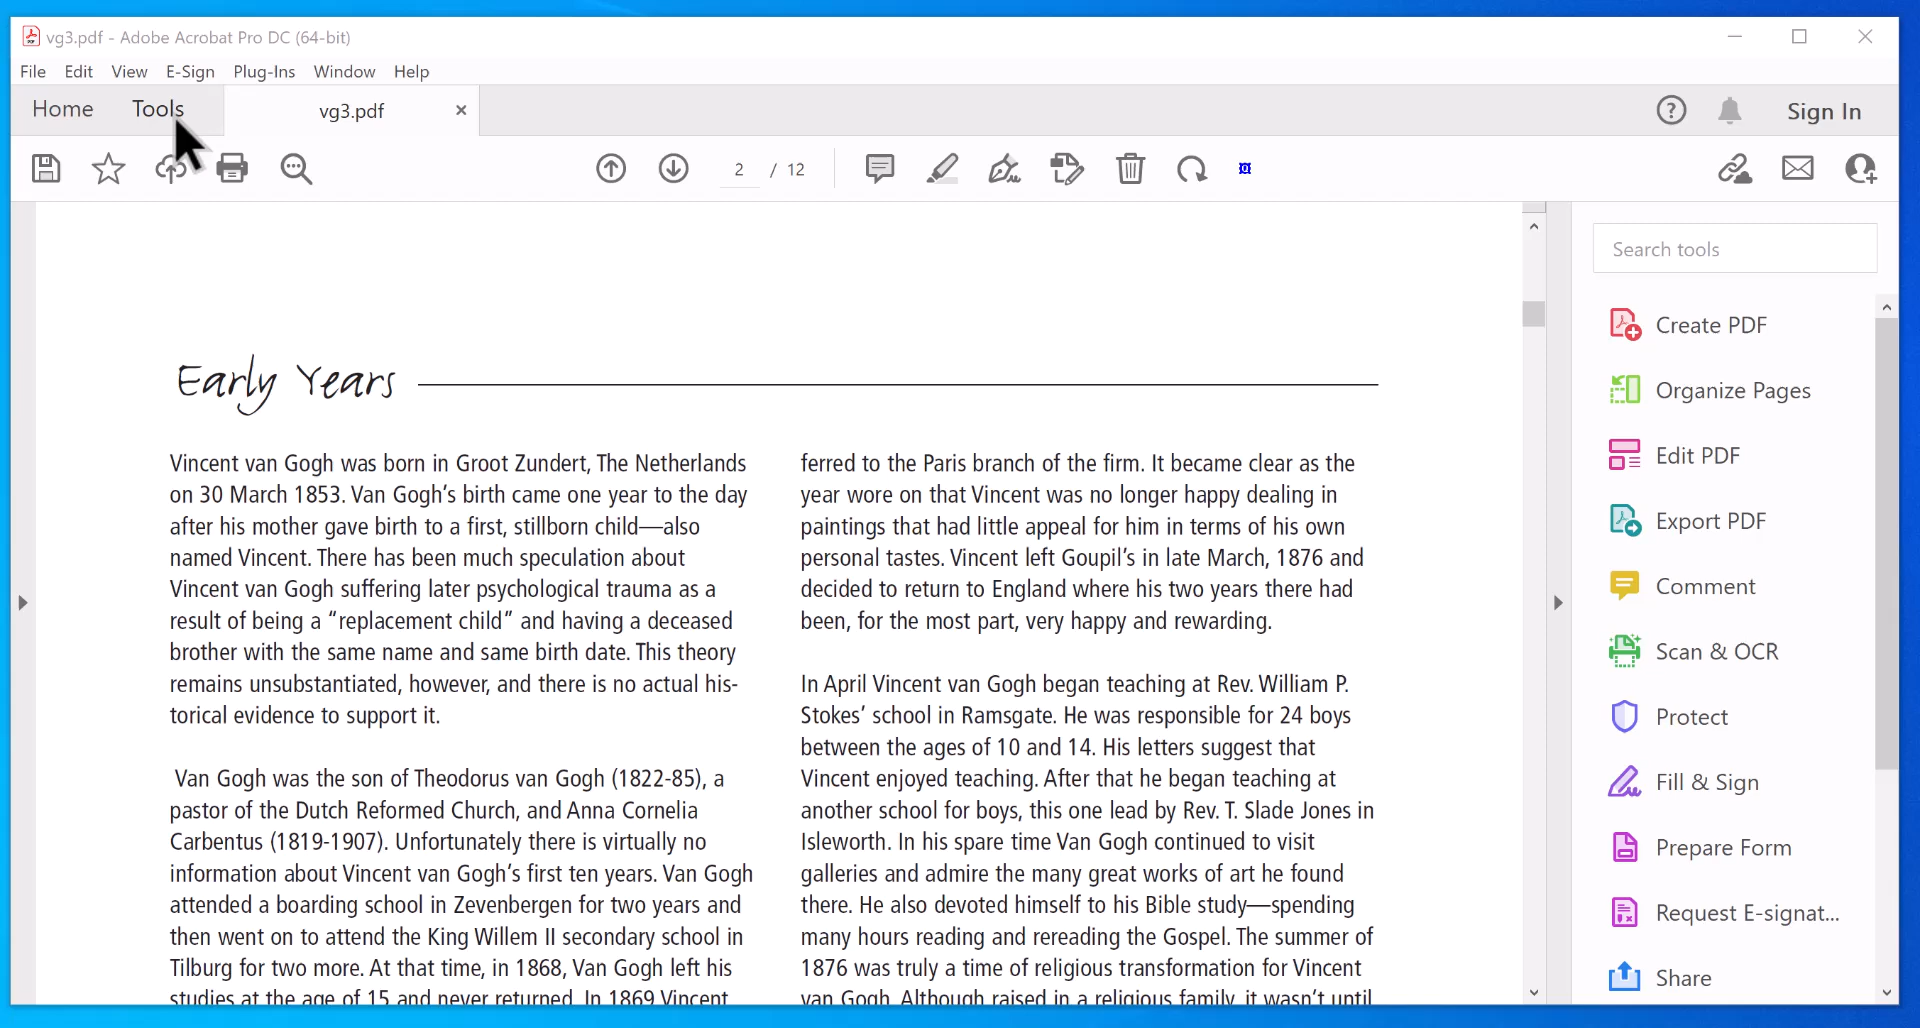 vg3.pdf - Adobe Acrobat Pro DC (64-bit)
File Edit View E-Sign Plug-Ins Window Help
Home Tools vg3.pdf Sign In
2 / 12
Search tools
Create PDF
Organize Pages
Edit PDF
Export PDF
Comment
Scan & OCR
Protect
Fill & Sign
Prepare Form
Request E-signat...
Share
Early Years
Vincent van Gogh was born in Groot Zundert, The Netherlands
on 30 March 1853. Van Gogh's birth came one year to the day
after his mother gave birth to a first, stillborn child—also
named Vincent. There has been much speculation about
Vincent van Gogh suffering later psychological trauma as a
result of being a "replacement child" and having a deceased
brother with the same name and same birth date. This theory
remains unsubstantiated, however, and there is no actual his-
torical evidence to support it.
Van Gogh was the son of Theodorus van Gogh (1822-85), a
pastor of the Dutch Reformed Church, and Anna Cornelia
Carbentus (1819-1907). Unfortunately there is virtually no
information about Vincent van Gogh's first ten years. Van Gogh
attended a boarding school in Zevenbergen for two years and
then went on to attend the King Willem II secondary school in
Tilburg for two more. At that time, in 1868, Van Gogh left his
studies at the age of 15 and never returned. In 1869 Vincent
ferred to the Paris branch of the firm. It became clear as the
year wore on that Vincent was no longer happy dealing in
paintings that had little appeal for him in terms of his own
personal tastes. Vincent left Goupil's in late March, 1876 and
decided to return to England where his two years there had
been, for the most part, very happy and rewarding.
In April Vincent van Gogh began teaching at Rev. William P.
Stokes' school in Ramsgate. He was responsible for 24 boys
between the ages of 10 and 14. His letters suggest that
Vincent enjoyed teaching. After that he began teaching at
another school for boys, this one lead by Rev. T. Slade Jones in
Isleworth. In his spare time Van Gogh continued to visit
galleries and admire the many great works of art he found
there. He also devoted himself to his Bible study—spending
many hours reading and rereading the Gospel. The summer of
1876 was truly a time of religious transformation for Vincent
van Gogh. Although raised in a religious family, it wasn't until